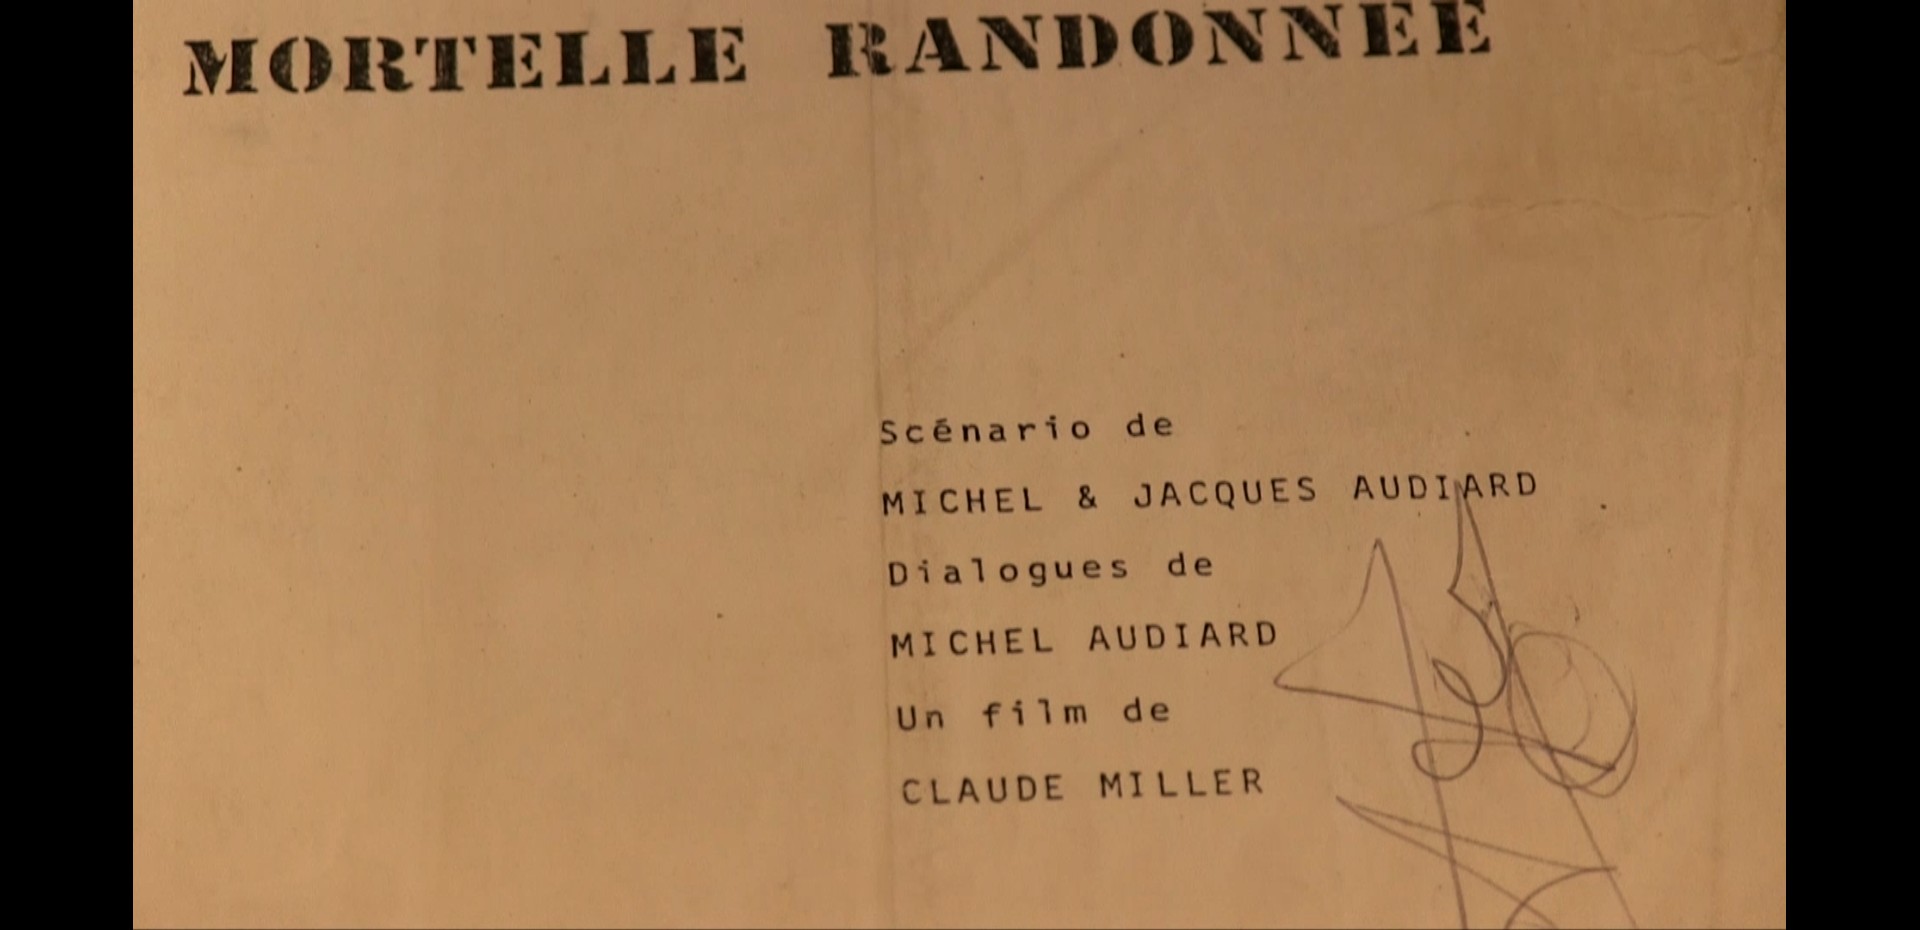 MORTELLE RANDONNEE
Scénario de
MICHEL & JACQUES AUDIARD
Dialogues de
MICHEL AUDIARD
Un film de
CLAUDE MILLER